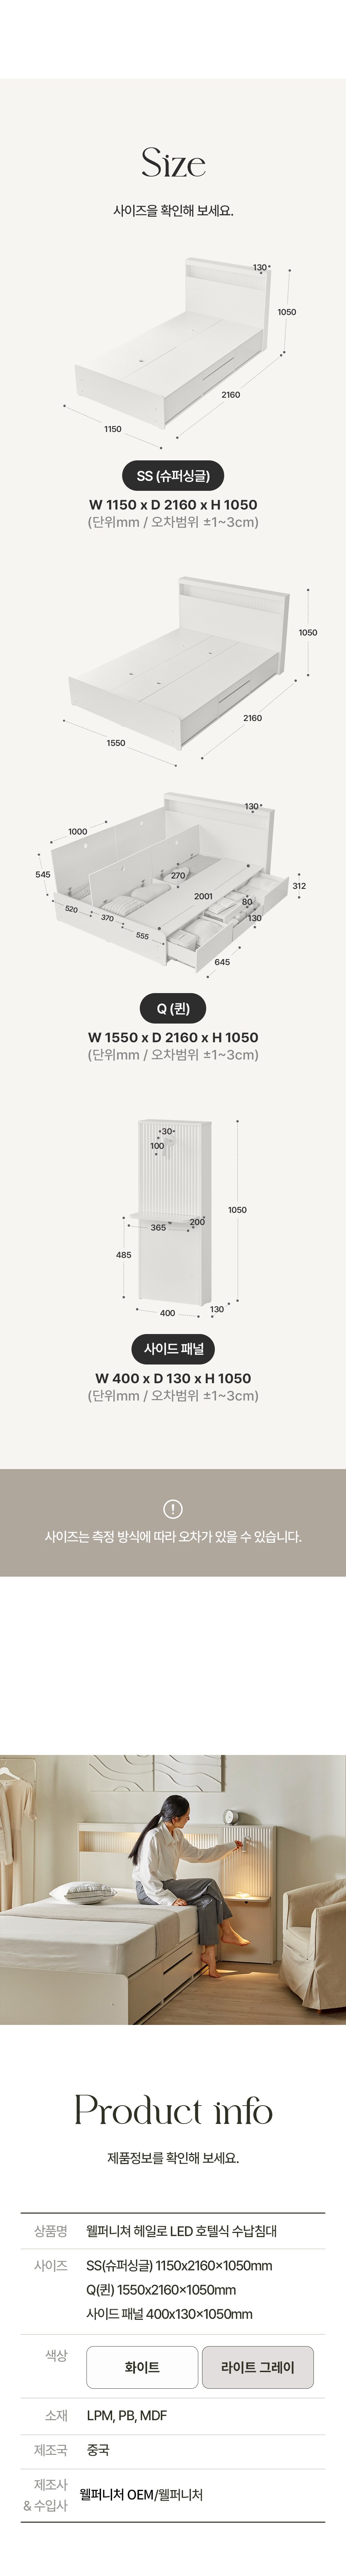 Size
사이즈을 확인해 보세요.
130
1050
2160
1150
SS (슈퍼싱글)
W 1150 x D 2160 x H 1050
(단위mm / 오차범위 ±1~3cm)
1050
2160
1550
130
1000
545
270
312
2001
80
520
370
130
555
645
Q (퀸)
W 1550 x D 2160 x H 1050
(단위mm / 오차범위 ±1~3cm)
30
100
1050
200
365
485
130
400
사이드 패널
W 400 x D 130 x H 1050
(단위mm / 오차범위 ±1~3cm)
사이즈는 측정 방식에 따라 오차가 있을 수 있습니다.
Product info
제품정보를 확인해 보세요.
상품명 웰퍼니쳐 헤일로 LED 호텔식 수납침대
사이즈 SS(슈퍼싱글) 1150x2160×1050mm
Q(퀸) 1550x2160×1050mm
사이드 패널 400x130×1050mm
색상 화이트 라이트 그레이
소재 LPM, PB, MDF
제조국 중국
제조사
& 수입사 웰퍼니처 OEM/웰퍼니처